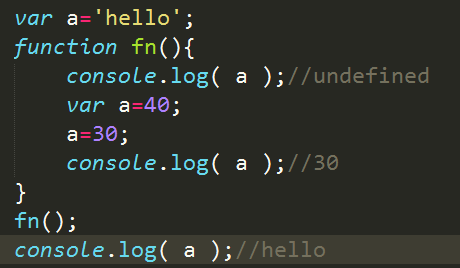 var a='hello';
function fn(){
    console.log( a );//undefined
    var a=40;
    a=30;
    console.log( a );//30
}
fn();
console.log( a );//hello